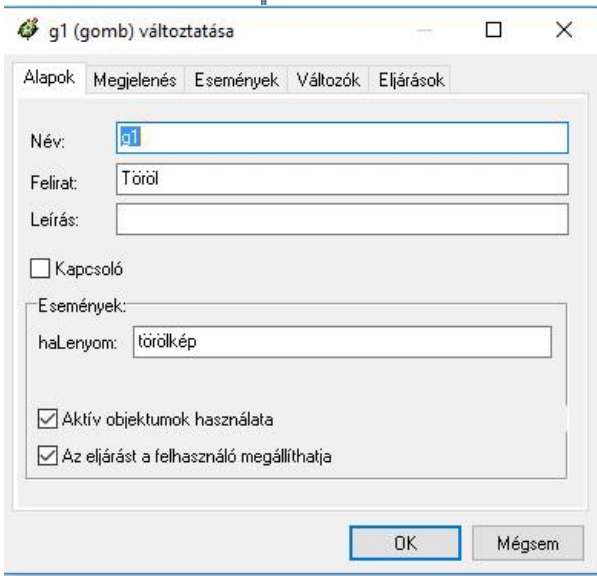 g1 (gomb) változtatása
Alapok Megjelenés Események Változók Eljárások
Név: g1
Felirat: Töröl
Leírás:
Kapcsoló
Események:
haLenyom: törölkép
Aktív objektumok használata
Az eljárást a felhasználó megállíthatja
OK Mégsem